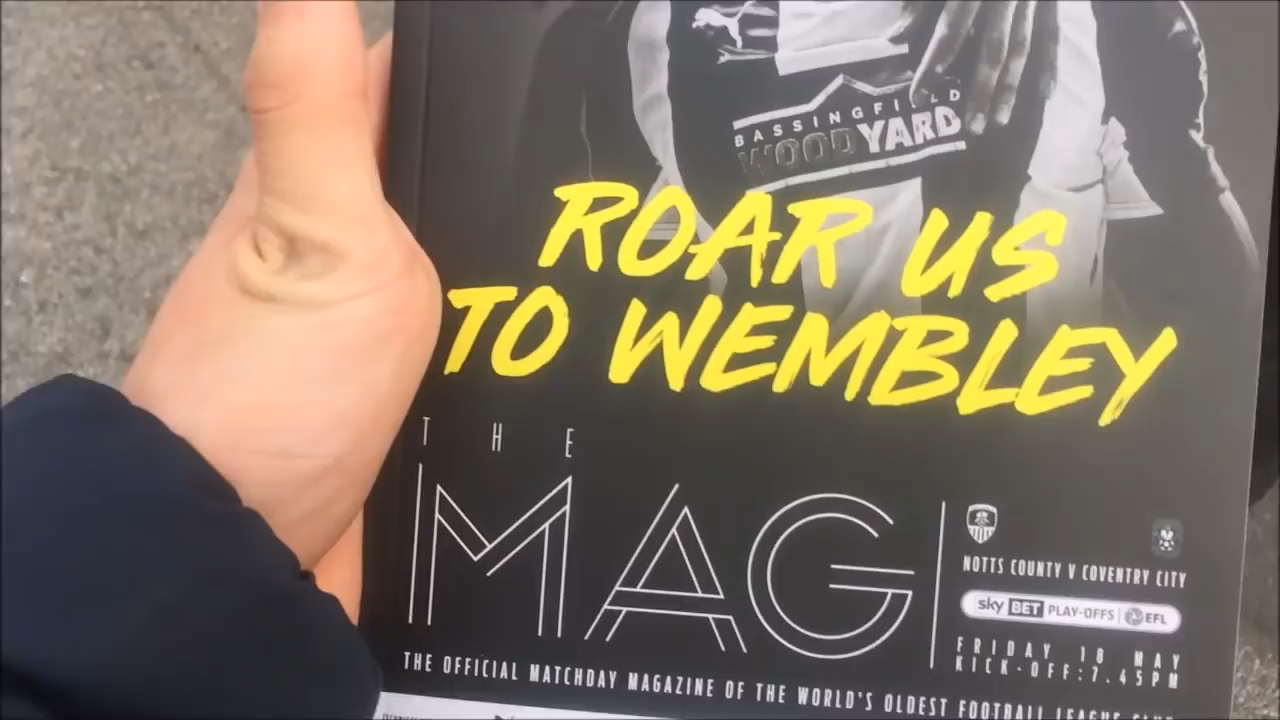 BASSINGFIELD
WOODYARD
ROAR US
TO WEMBLEY
THE
MAG
NOTTS COUNTY V COVENTRY CITY
sky BET PLAY-OFFS EFL
FRIDAY 18 MAY
KICK-OFF:7.45PM
THE OFFICIAL MATCHDAY MAGAZINE OF THE WORLD'S OLDEST FOOTBALL LEAGUE CLUB